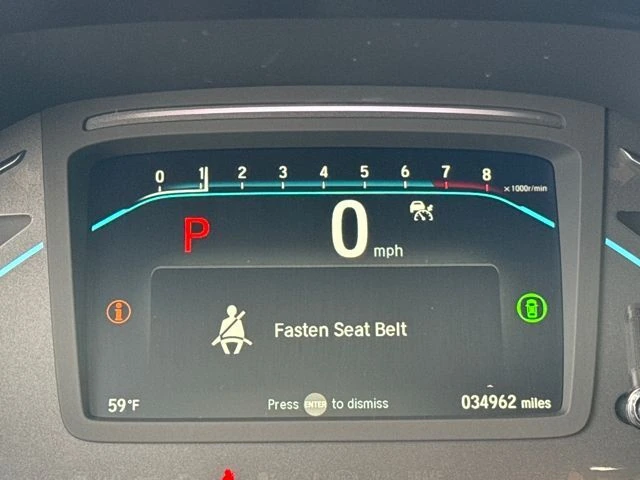 0 1 2 3 4 5 6 7 8 x1000r/min
P 0 mph
i
Fasten Seat Belt
59°F Press ENTER to dismiss 034962 miles